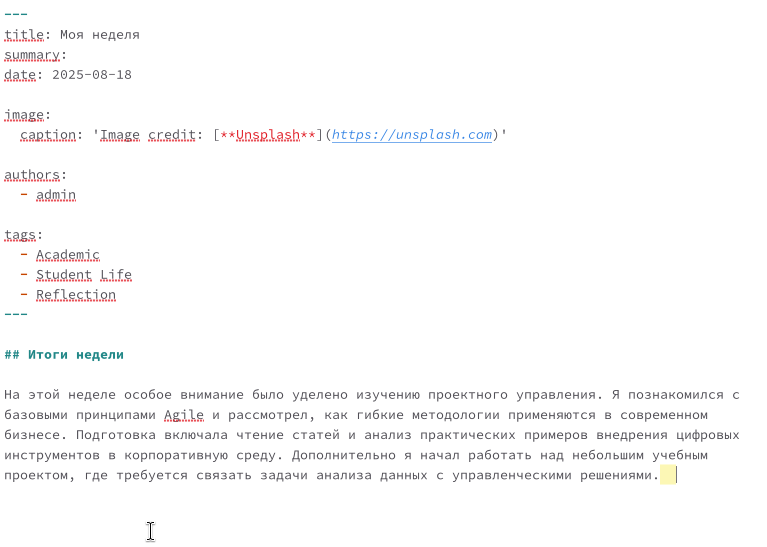 ---
title: Моя неделя
summary:
date: 2025-08-18
image:
caption: 'Image credit: [**Unsplash**](https://unsplash.com)'
authors:
- admin
tags:
- Academic
- Student Life
- Reflection
---
## Итоги недели
На этой неделе особое внимание было уделено изучению проектного управления. Я познакомился с
базовыми принципами Agile и рассмотрел, как гибкие методологии применяются в современном
бизнесе. Подготовка включала чтение статей и анализ практических примеров внедрения цифровых
инструментов в корпоративную среду. Дополнительно я начал работать над небольшим учебным
проектом, где требуется связать задачи анализа данных с управленческими решениями.